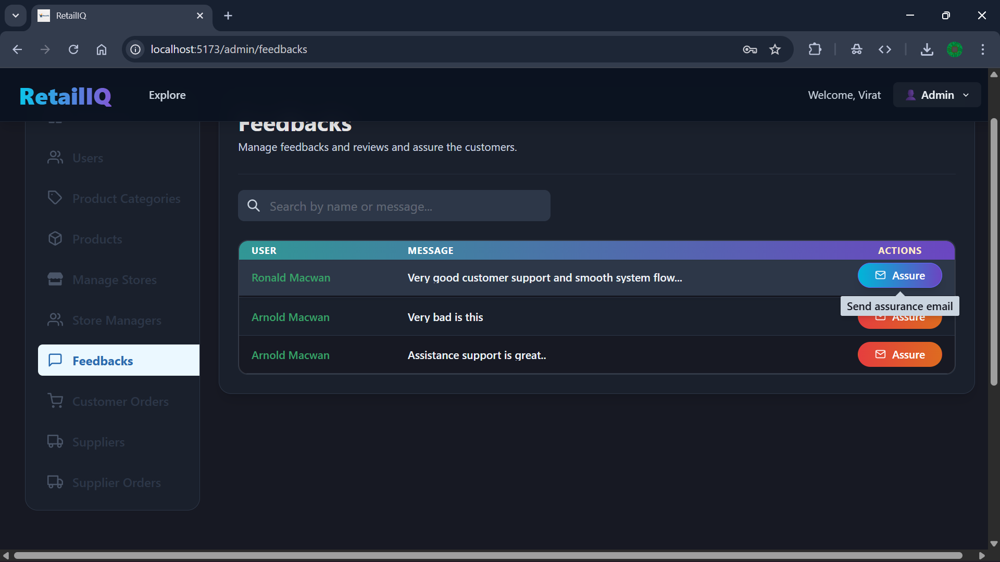 RetailIQ
localhost:5173/admin/feedbacks
RetailIQ
Explore
Welcome, Virat
Admin
Users
Product Categories
Products
Manage Stores
Store Managers
Feedbacks
Customer Orders
Suppliers
Supplier Orders
Feedbacks
Manage feedbacks and reviews and assure the customers.
Search by name or message...
USER MESSAGE ACTIONS
Ronald Macwan Very good customer support and smooth system flow... Assure
Send assurance email
Arnold Macwan Very bad is this Assure
Arnold Macwan Assistance support is great.. Assure